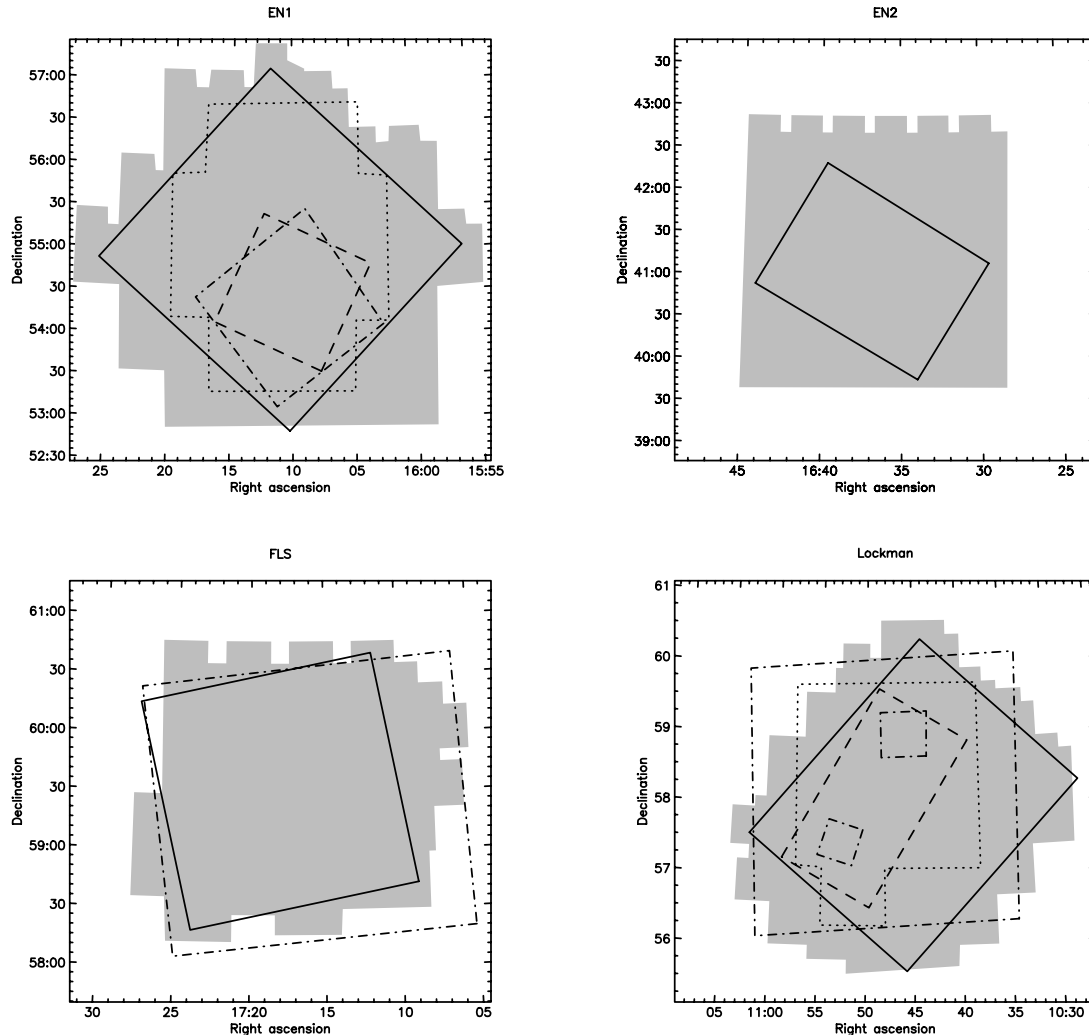 EN1
57:00
30
56:00
30
55:00
30
54:00
30
53:00
52:30
Declination
25 20 15 10 05 16:00 15:55
Right ascension
EN2
30
43:00
30
42:00
30
41:00
30
40:00
30
39:00
Declination
45 16:40 35 30 25
Right ascension
FLS
61:00
30
60:00
30
59:00
30
58:00
Declination
30 25 17:20 15 10 05
Right ascension
Lockman
61
60
59
58
57
56
Declination
05 11:00 55 50 45 40 35 10:30
Right ascension